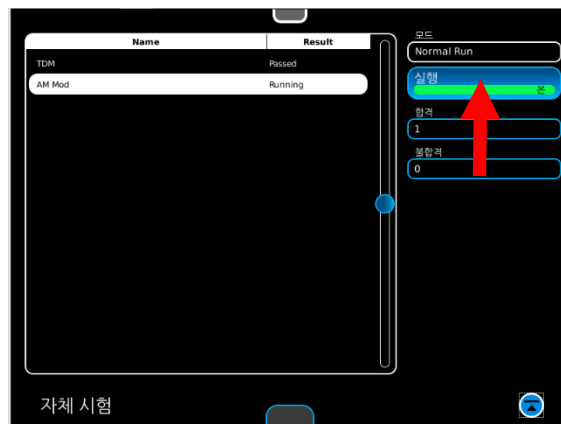 Name Result
TDM Passed
AM Mod Running
모드
Normal Run
실행
온
합격
1
불합격
0
자체 시험